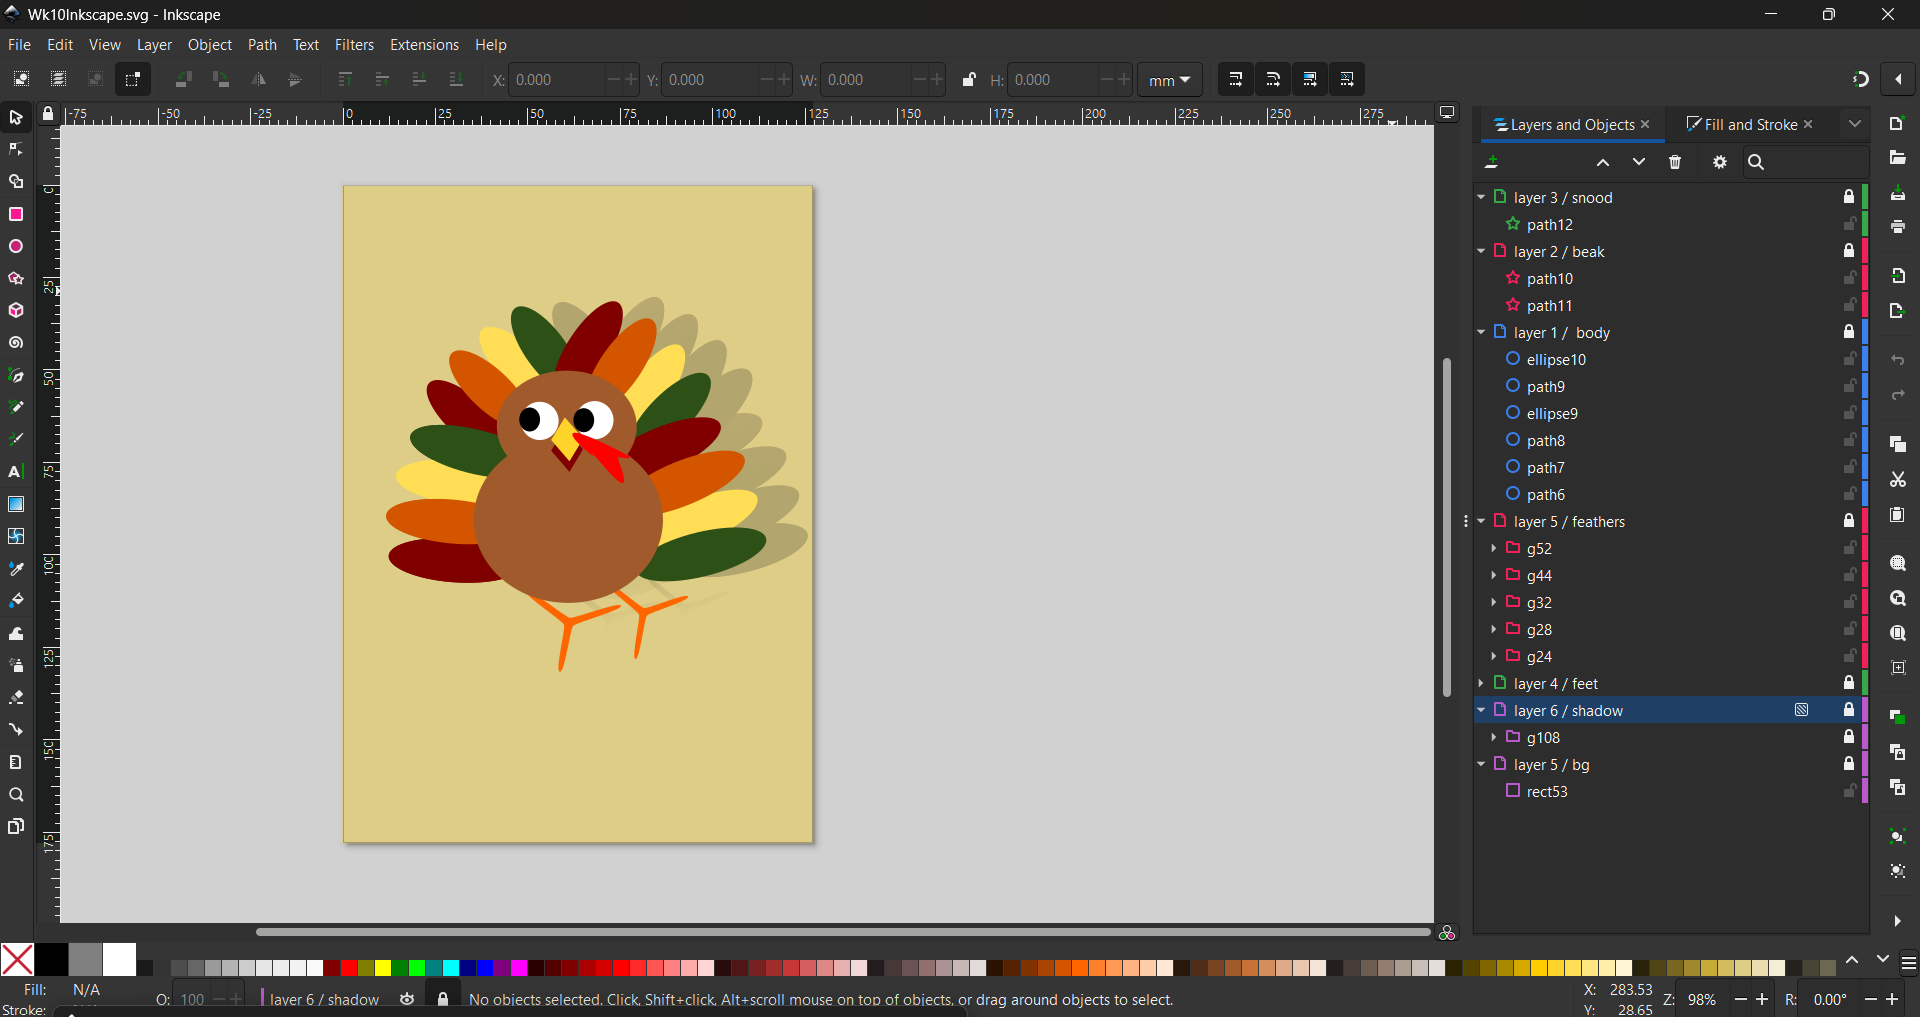 Wk10Inkscape.svg - Inkscape
File Edit View Layer Object Path Text Filters Extensions Help
X: 0.000 Y: 0.000 W: 0.000 H: 0.000 mm
-75 -50 -25 0 25 50 75 100 125 150 175 200 225 250 275
0
25
50
75
100
125
150
175
Layers and Objects Fill and Stroke
layer 3 / snood
path12
layer 2 / beak
path10
path11
layer 1 / body
ellipse10
path9
ellipse9
path8
path7
path6
layer 5 / feathers
g52
g44
g32
g28
g24
layer 4 / feet
layer 6 / shadow
g108
layer 5 / bg
rect53
Fill: N/A
Stroke:
O: 100
layer 6 / shadow
No objects selected. Click, Shift+click, Alt+scroll mouse on top of objects, or drag around objects to select.
X: 283.53
Y: 28.65
Z: 98%
R: 0.00°